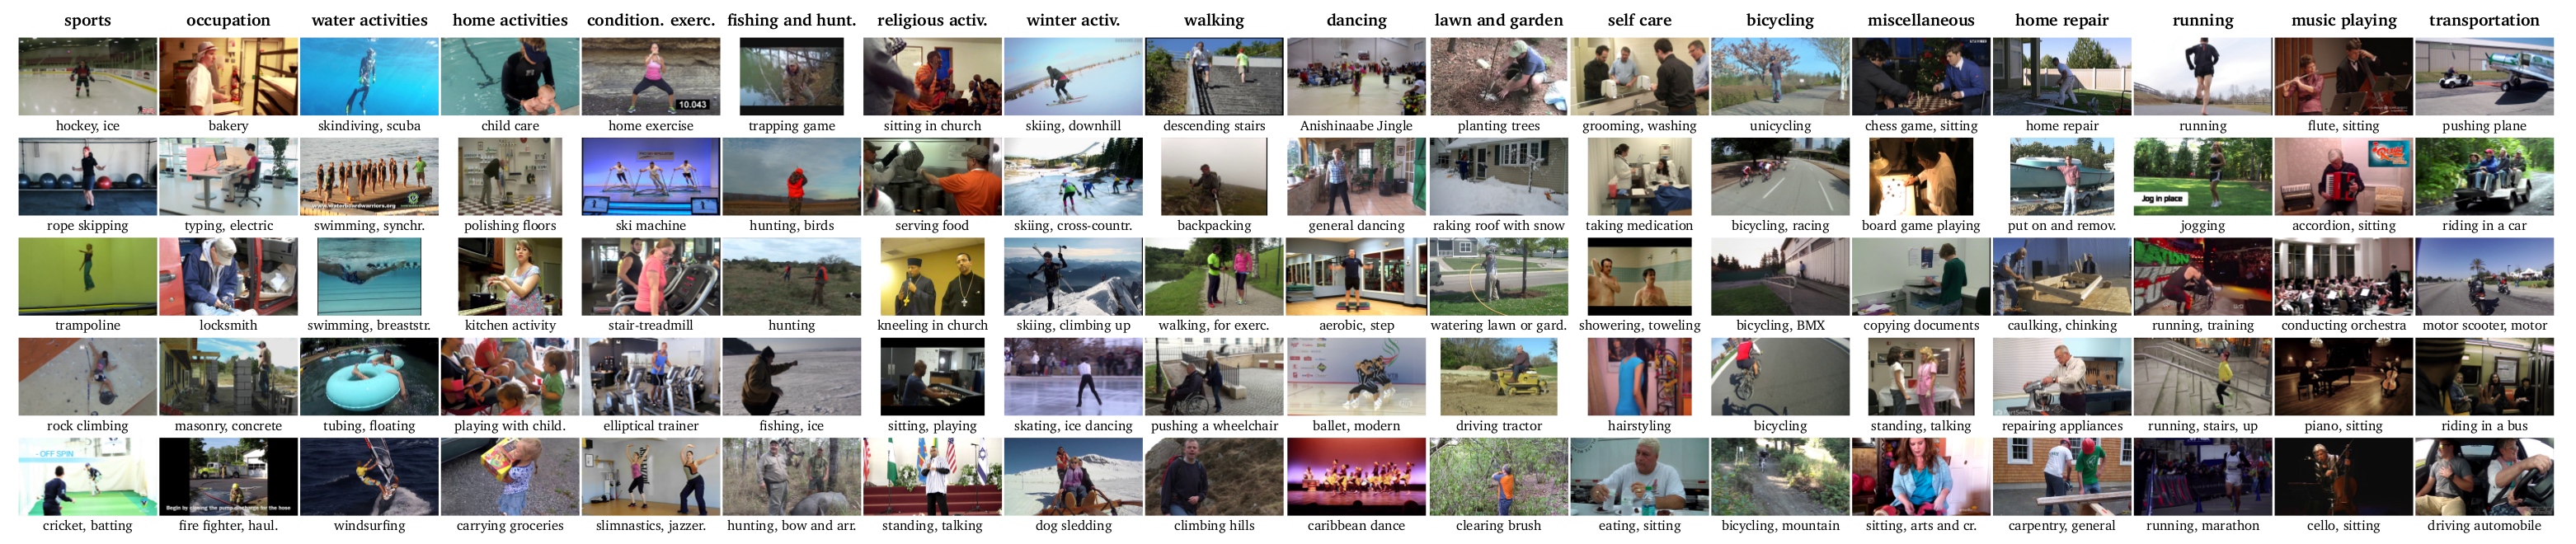 sports occupation water activities home activities condition. exerc. fishing and hunt. religious activ. winter activ. walking dancing lawn and garden self care bicycling miscellaneous home repair running music playing transportation
10.043
hockey, ice bakery skindiving, scuba child care home exercise trapping game sitting in church skiing, downhill descending stairs Anishinaabe Jingle planting trees grooming, washing unicycling chess game, sitting home repair running flute, sitting pushing plane
www.waterboardwarriors.org
Jog in place
rope skipping typing, electric swimming, synchr. polishing floors ski machine hunting, birds serving food skiing, cross-countr. backpacking general dancing raking roof with snow taking medication bicycling, racing board game playing put on and remov. jogging accordion, sitting riding in a car
trampoline locksmith swimming, breaststr. kitchen activity stair-treadmill hunting kneeling in church skiing, climbing up walking, for exerc. aerobic, step watering lawn or gard. showering, toweling bicycling, BMX copying documents caulking, chinking running, training conducting orchestra motor scooter, motor
rock climbing masonry, concrete tubing, floating playing with child. elliptical trainer fishing, ice sitting, playing skating, ice dancing pushing a wheelchair ballet, modern driving tractor hairstyling bicycling standing, talking repairing appliances running, stairs, up piano, sitting riding in a bus
- OFF SPIN
Begin by opening the pump discharge for the hose
cricket, batting fire fighter, haul. windsurfing carrying groceries slimnastics, jazzer. hunting, bow and arr. standing, talking dog sledding climbing hills caribbean dance clearing brush eating, sitting bicycling, mountain sitting, arts and cr. carpentry, general running, marathon cello, sitting driving automobile